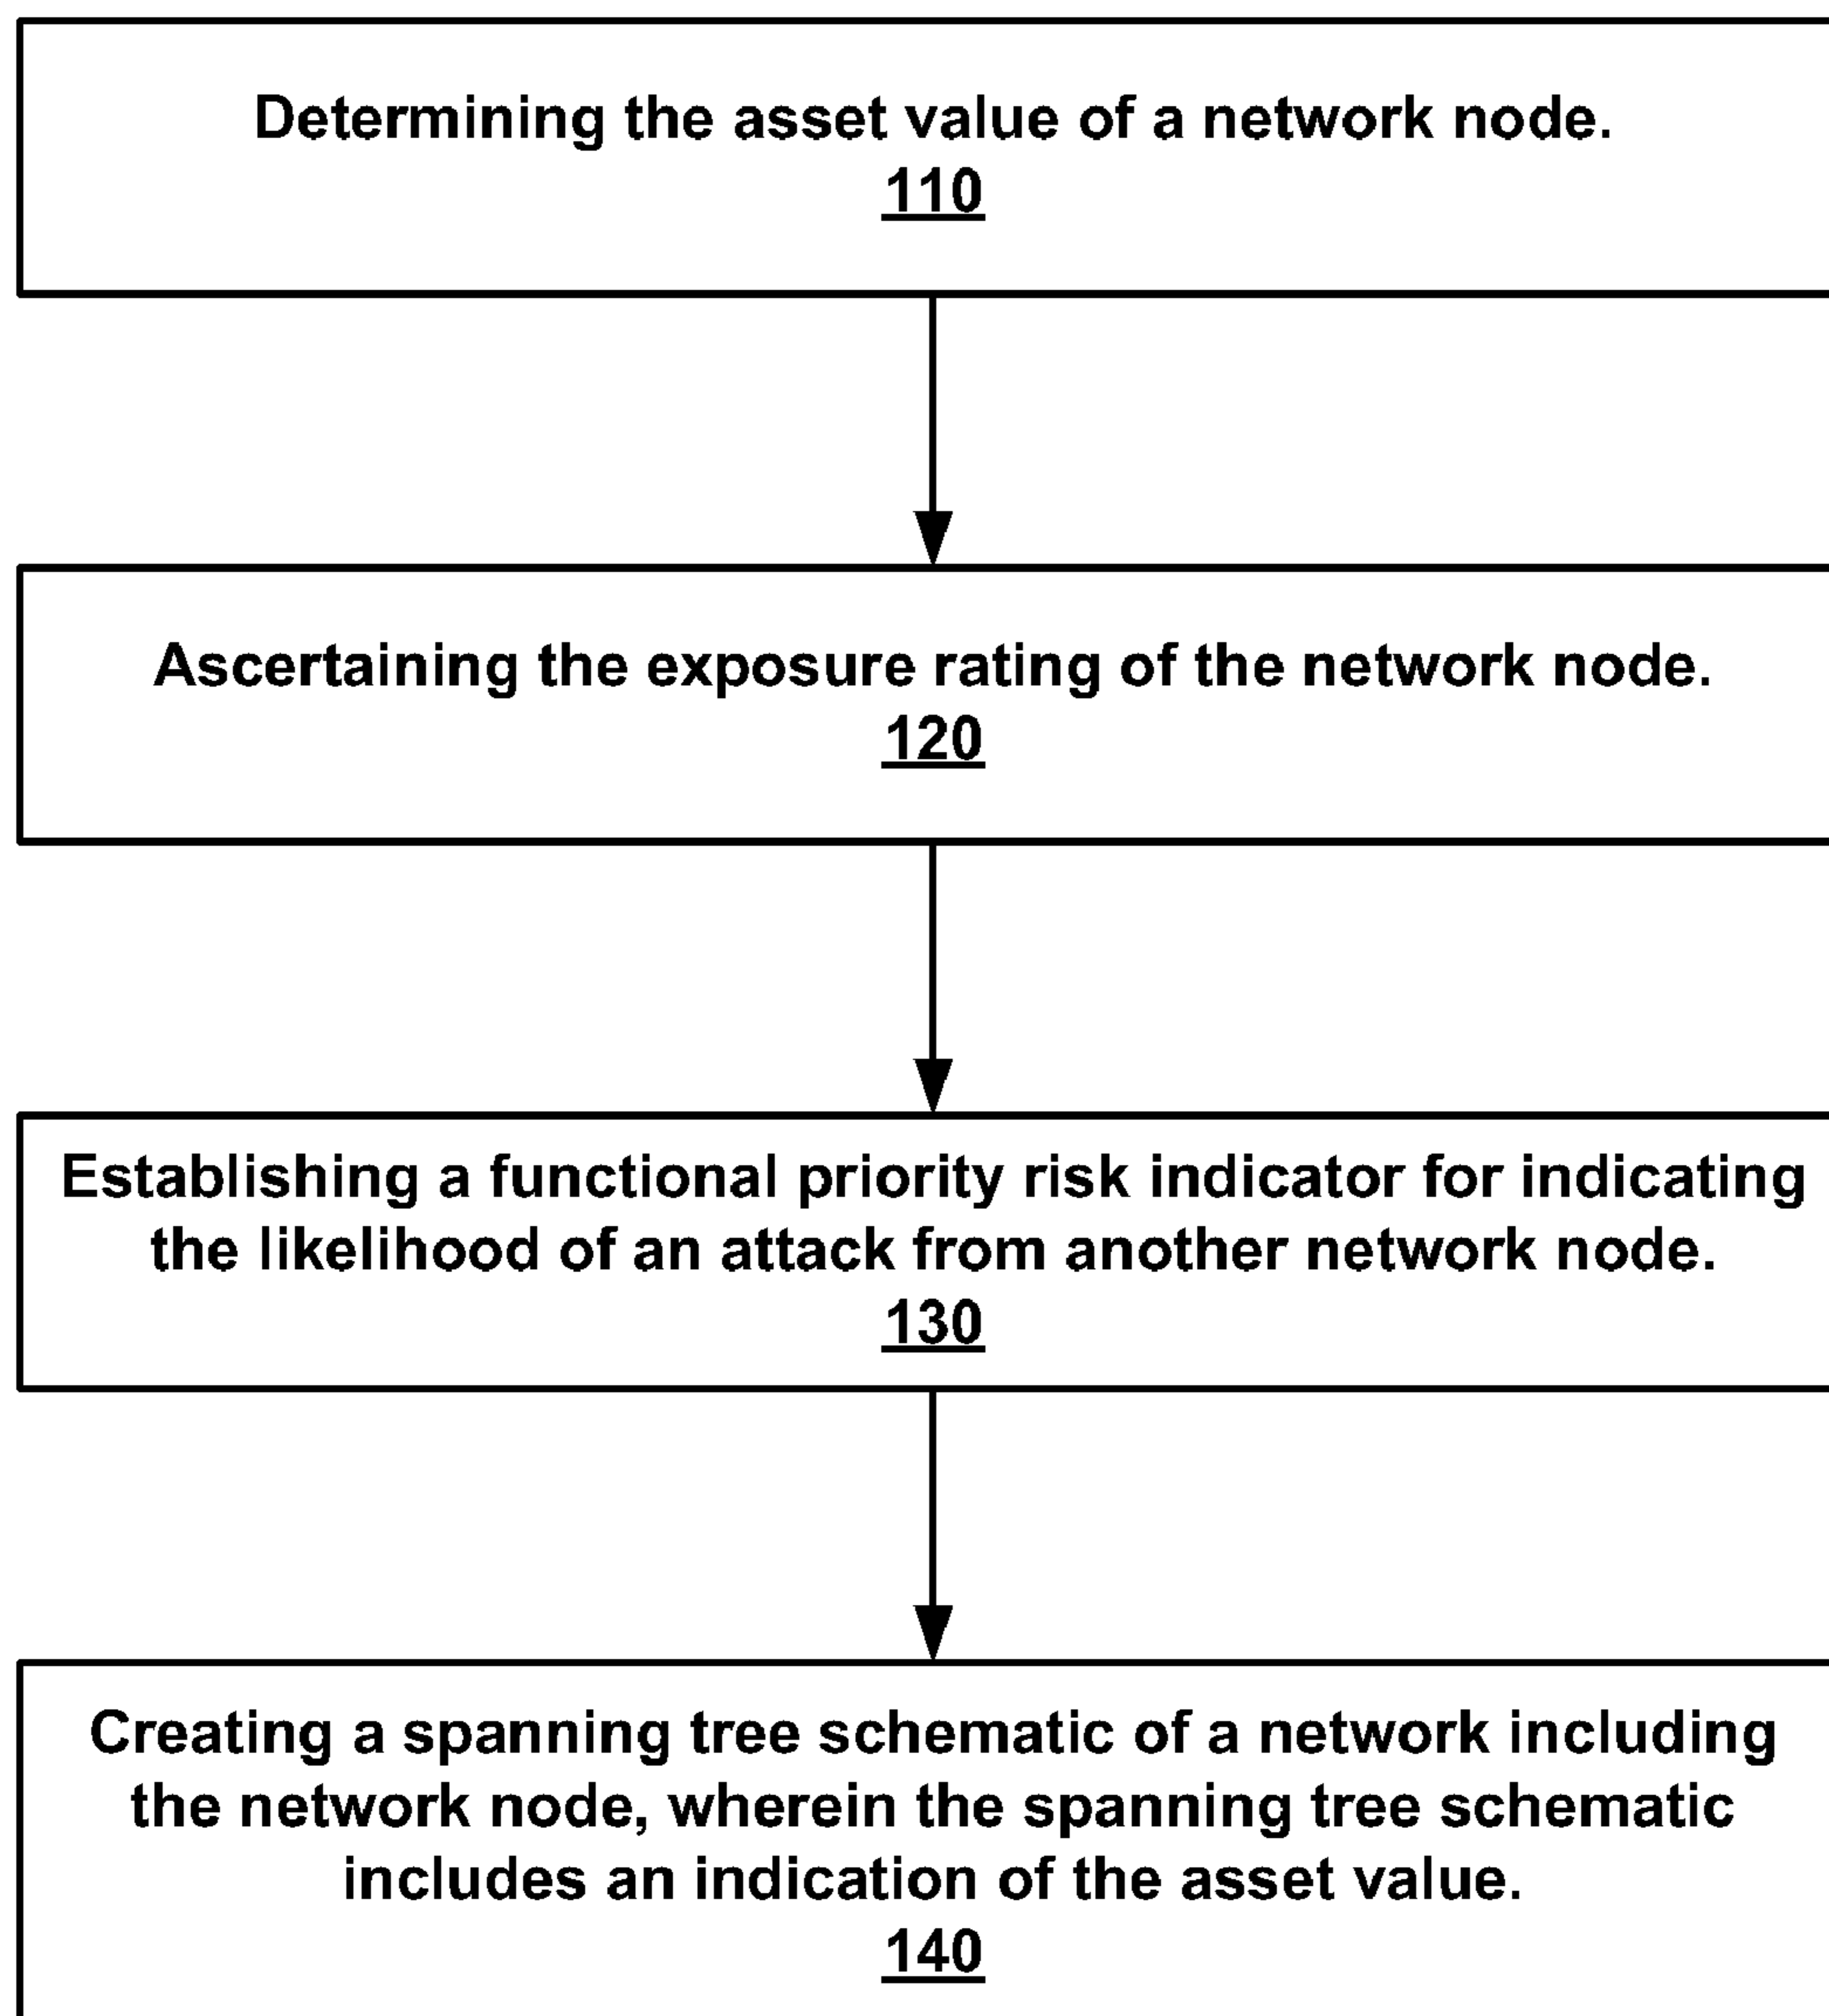 Determining the asset value of a network node.
110
Ascertaining the exposure rating of the network node.
120
Establishing a functional priority risk indicator for indicating
the likelihood of an attack from another network node.
130
Creating a spanning tree schematic of a network including
the network node, wherein the spanning tree schematic
includes an indication of the asset value.
140